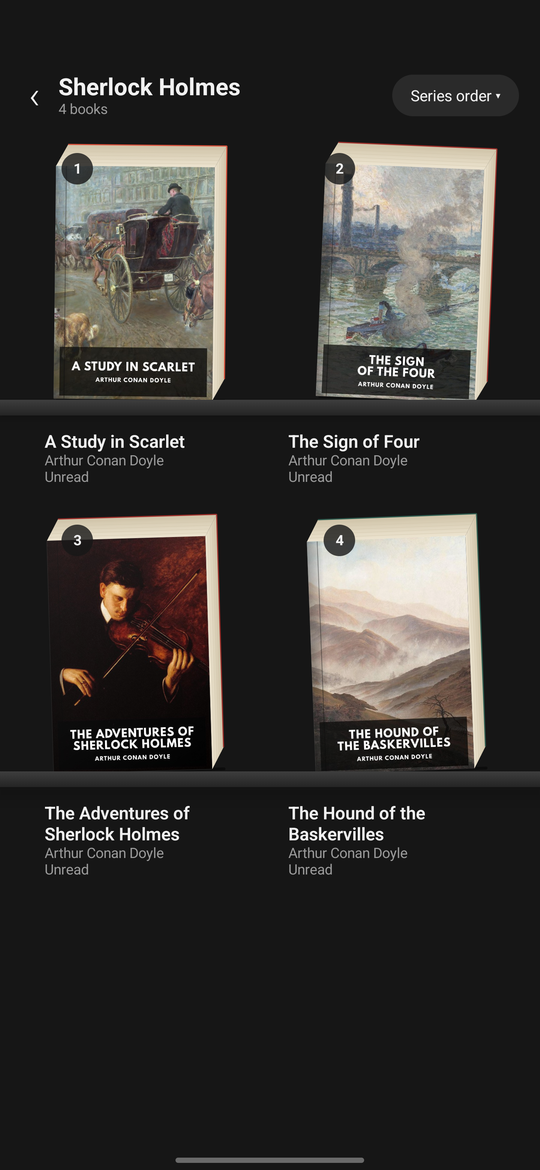 Sherlock Holmes
4 books
Series order ▾
1
A STUDY IN SCARLET
ARTHUR CONAN DOYLE
2
THE SIGN
OF THE FOUR
ARTHUR CONAN DOYLE
A Study in Scarlet
Arthur Conan Doyle
Unread
The Sign of Four
Arthur Conan Doyle
Unread
3
THE ADVENTURES OF
SHERLOCK HOLMES
ARTHUR CONAN DOYLE
4
THE HOUND OF
THE BASKERVILLES
ARTHUR CONAN DOYLE
The Adventures of
Sherlock Holmes
Arthur Conan Doyle
Unread
The Hound of the
Baskervilles
Arthur Conan Doyle
Unread